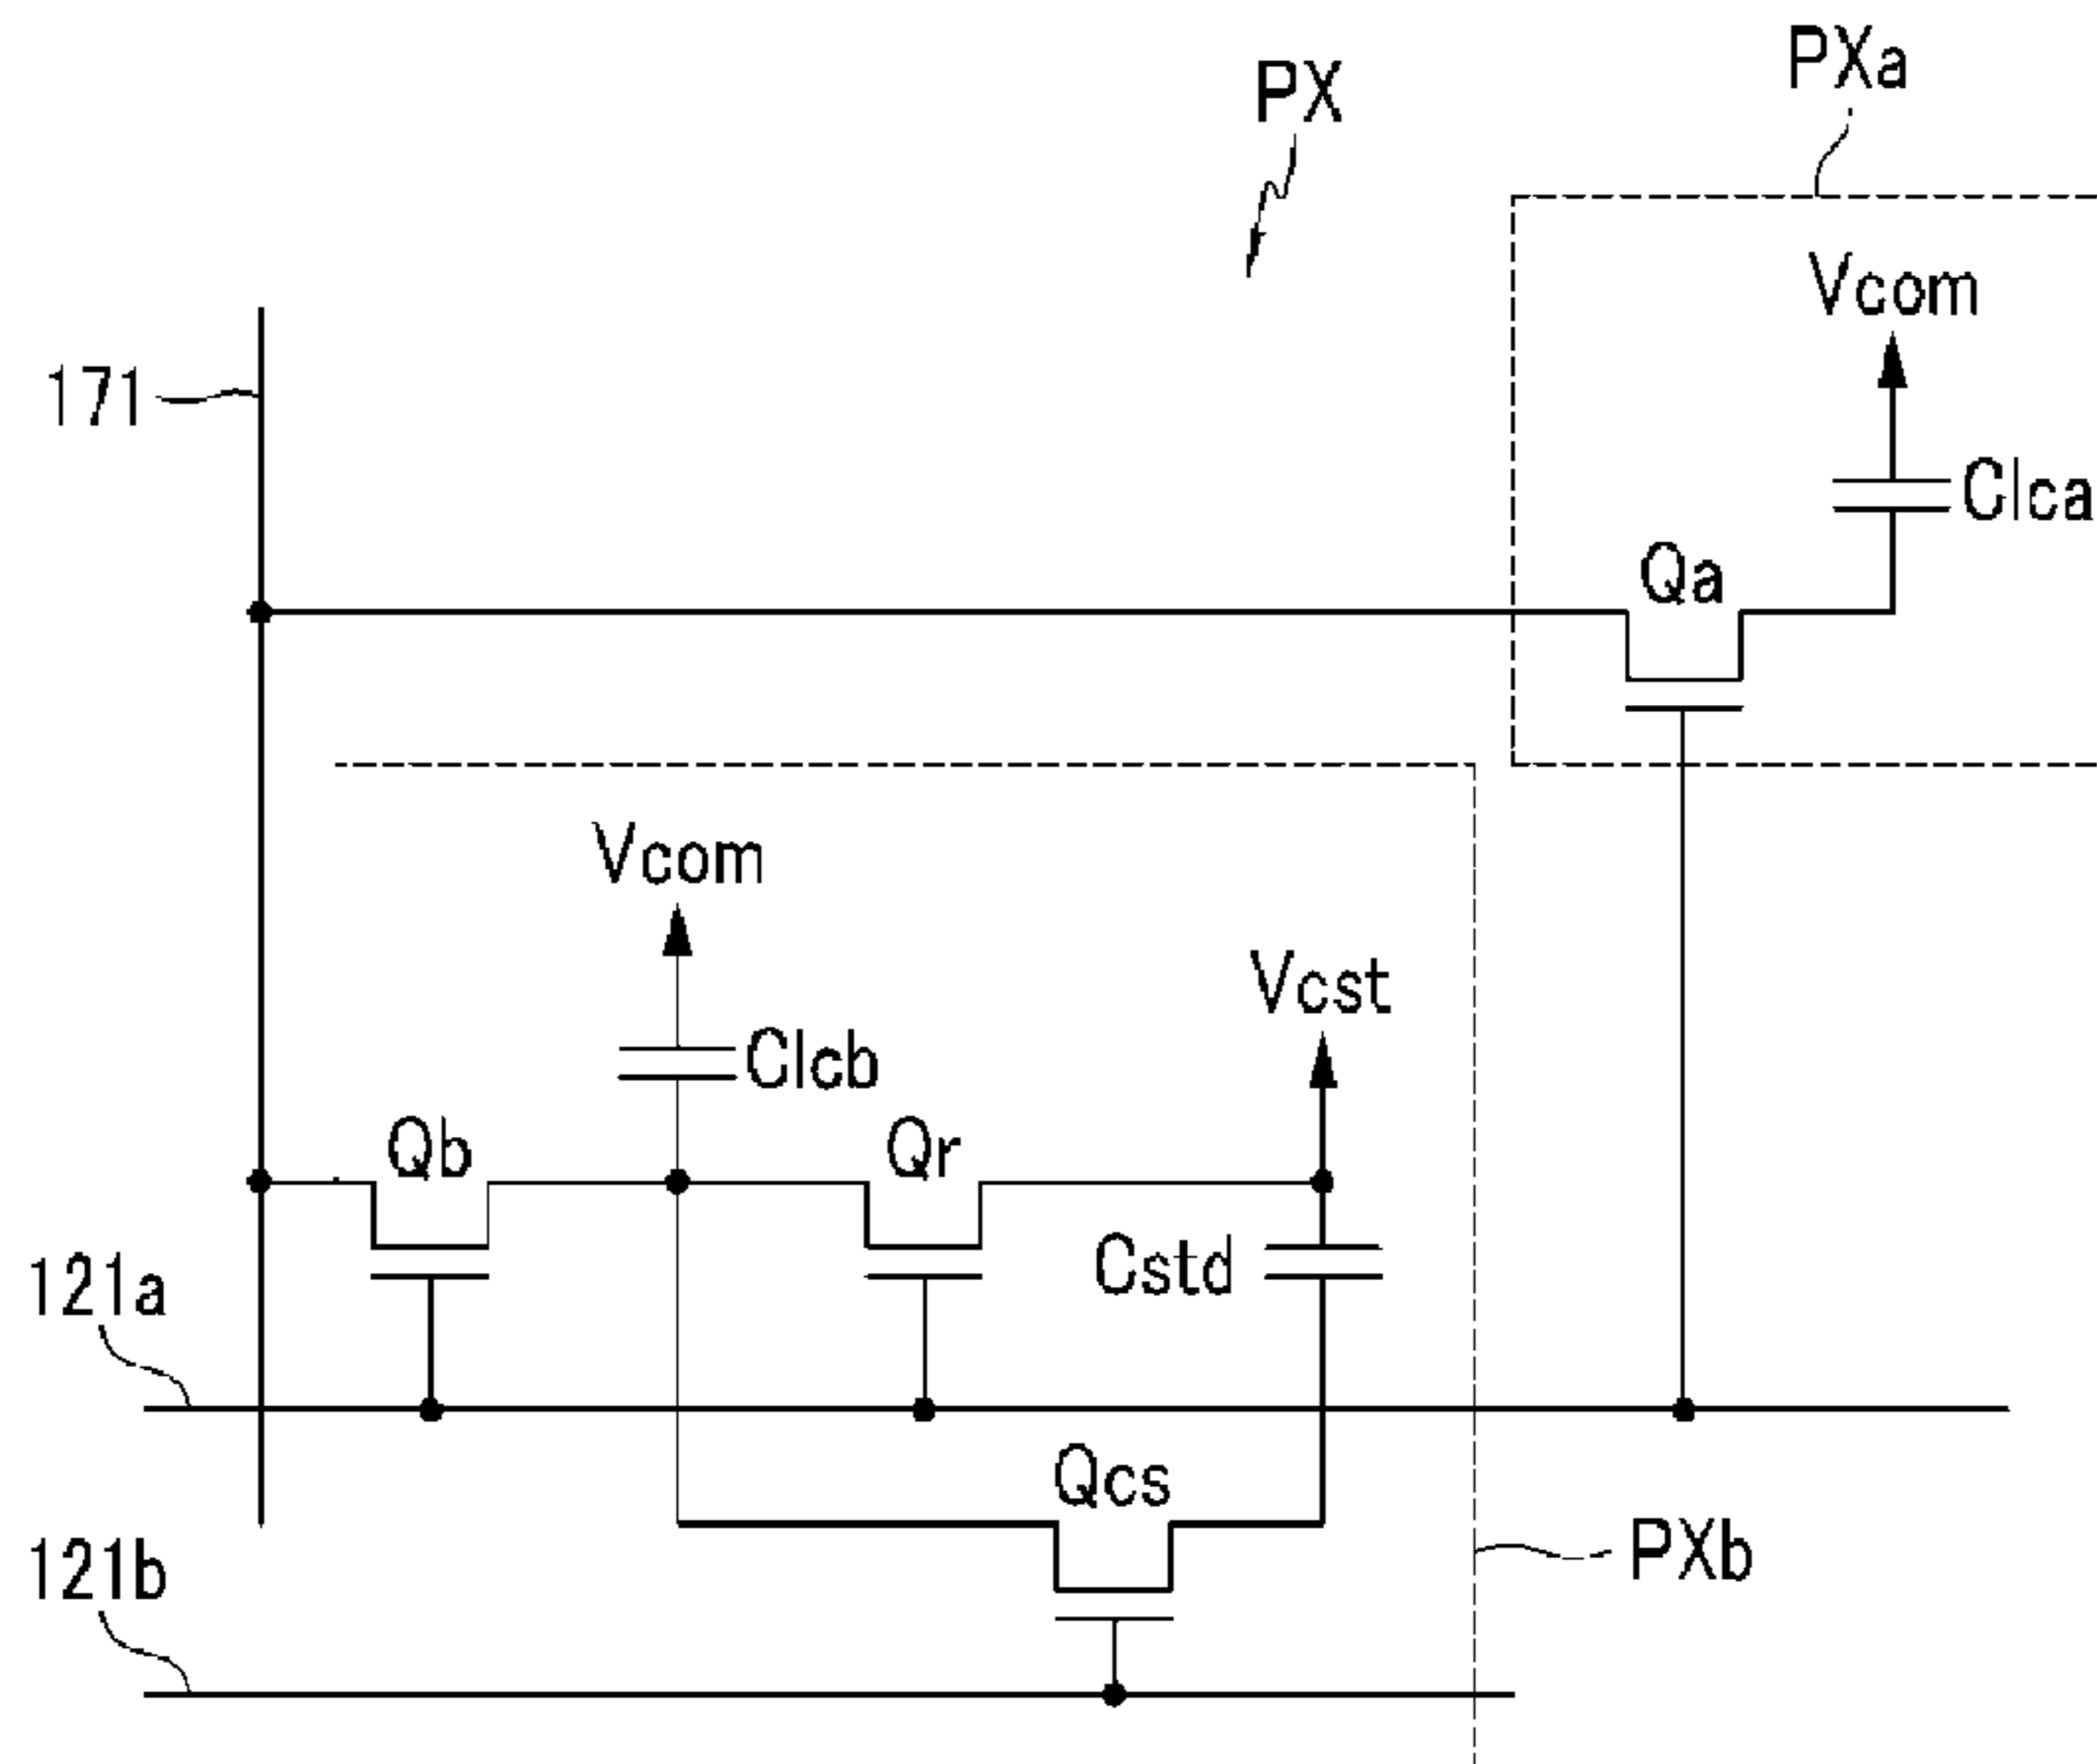 PXa
PX
Vcom
171
Clca
Qa
Vcom
Vcst
Clcb
Qb
Qr
Cstd
121a
Qcs
121b
PXb